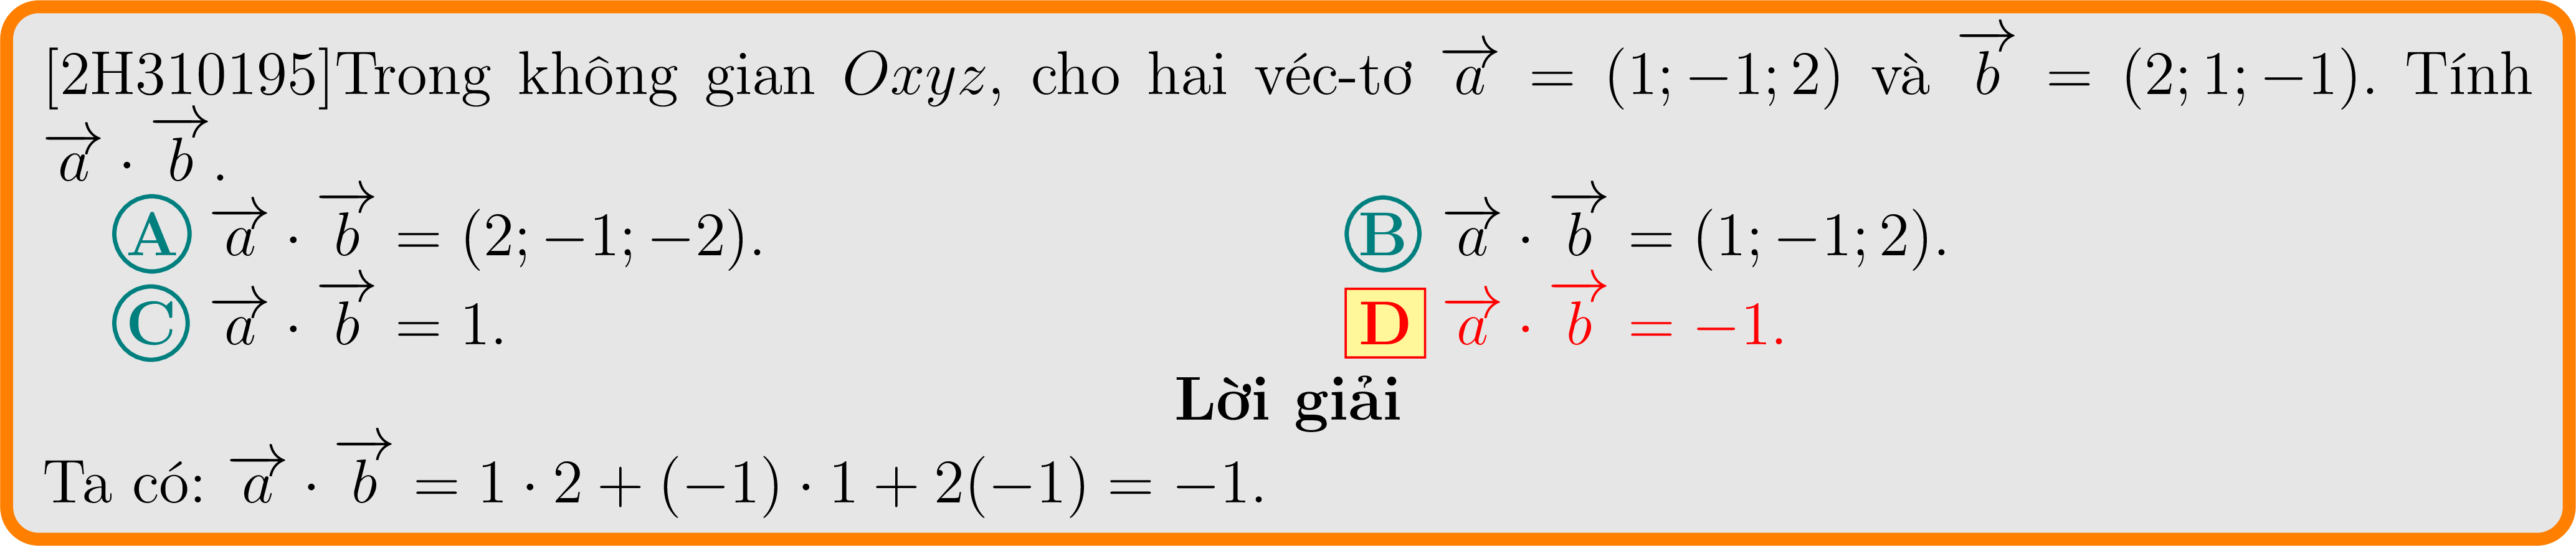 [2H310195]Trong không gian Oxyz, cho hai véc-tơ $\overrightarrow{a} = (1; -1; 2)$ và $\overrightarrow{b} = (2; 1; -1)$. Tính
$\overrightarrow{a} \cdot \overrightarrow{b}$.
A $\overrightarrow{a} \cdot \overrightarrow{b} = (2; -1; -2)$. B $\overrightarrow{a} \cdot \overrightarrow{b} = (1; -1; 2)$.
C $\overrightarrow{a} \cdot \overrightarrow{b} = 1$. D $\overrightarrow{a} \cdot \overrightarrow{b} = -1$.
Lời giải
Ta có: $\overrightarrow{a} \cdot \overrightarrow{b} = 1 \cdot 2 + (-1) \cdot 1 + 2(-1) = -1$.